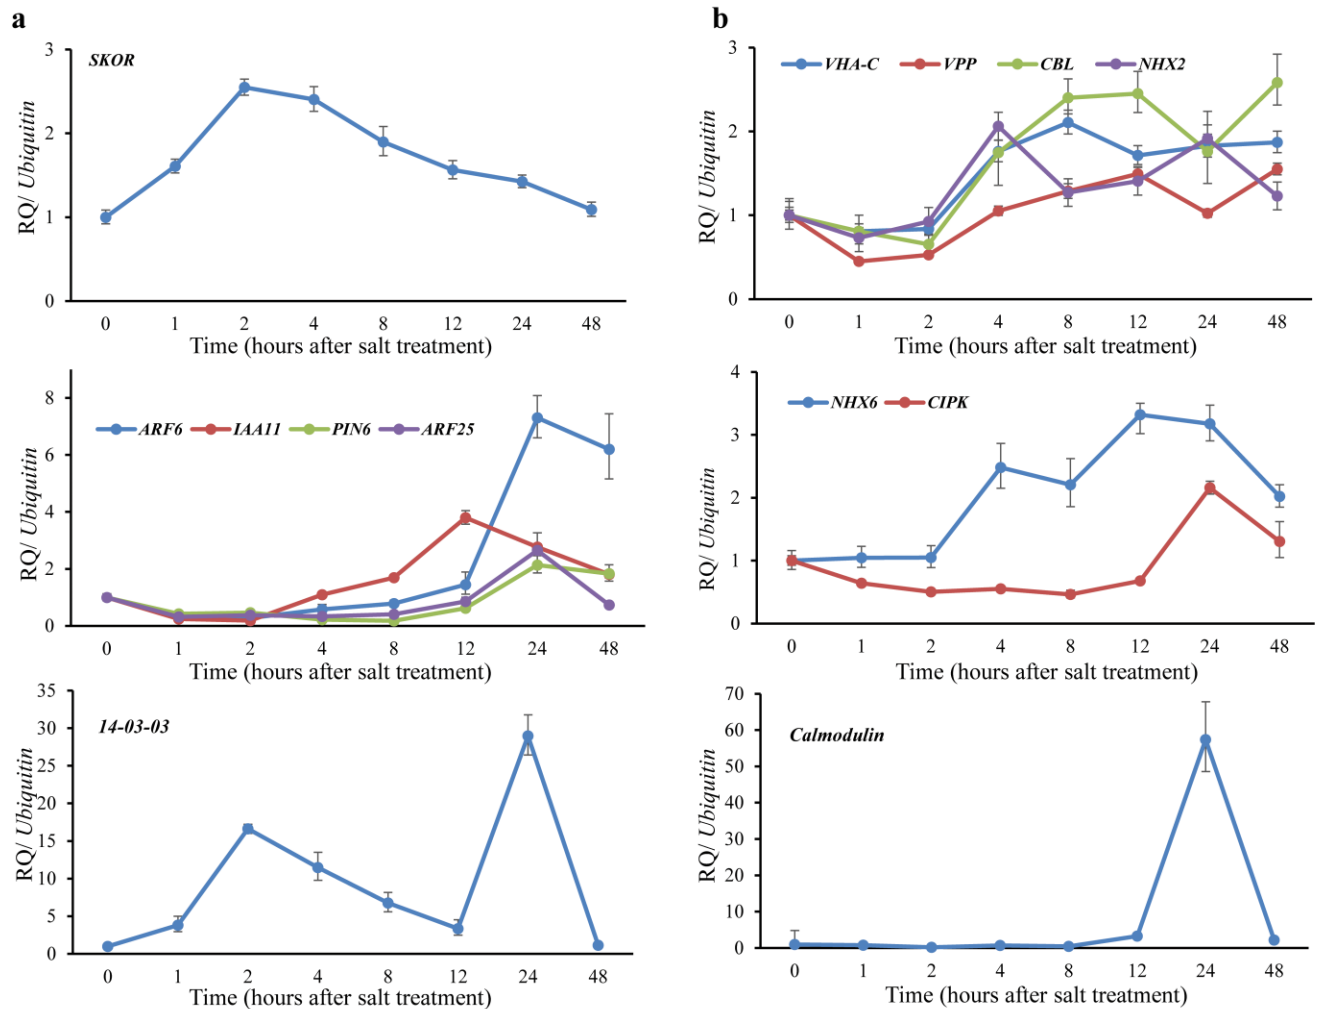 a
SKOR
RQ/ Ubiquitin
3
2
1
0
0 1 2 4 8 12 24 48
Time (hours after salt treatment)
ARF6 IAA11 PIN6 ARF25
RQ/ Ubiquitin
8
6
4
2
0
0 1 2 4 8 12 24 48
Time (hours after salt treatment)
14-03-03
RQ/ Ubiquitin
35
30
25
20
15
10
5
0
0 1 2 4 8 12 24 48
Time (hours after salt treatment)
b
VHA-C VPP CBL NHX2
RQ/ Ubiquitin
3
2
1
0
0 1 2 4 8 12 24 48
Time (hours after salt treatment)
NHX6 CIPK
RQ/ Ubiquitin
4
3
2
1
0
0 1 2 4 8 12 24 48
Time (hours after salt treatment)
Calmodulin
RQ/ Ubiquitin
70
60
50
40
30
20
10
0
0 1 2 4 8 12 24 48
Time (hours after salt treatment)